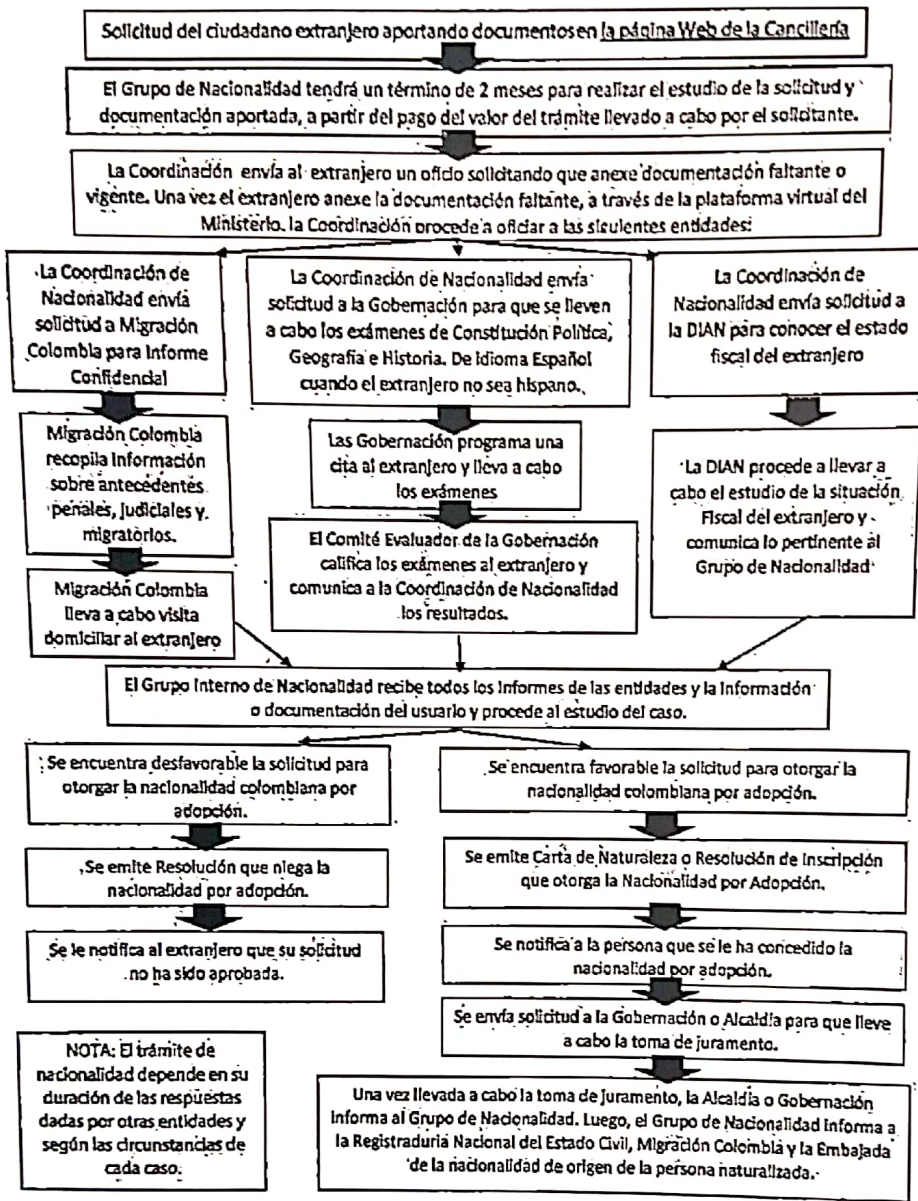 Solicitud del ciudadano extranjero aportando documentos en la página Web de la Cancillería
El Grupo de Nacionalidad tendrá un término de 2 meses para realizar el estudio de la solicitud y
documentación aportada, a partir del pago del valor del trámite llevado a cabo por el solicitante.
La Coordinación envía al extranjero un oficio solicitando que anexe documentación faltante o
vigente. Una vez el extranjero anexe la documentación faltante, a través de la plataforma virtual del
Ministerio, la Coordinación procede a oficiar a las siguientes entidades:
La Coordinación de
Nacionalidad envía
solicitud a Migración
Colombia para Informe
Confidencial
Migración Colombia
recopila Información
sobre antecedentes
penales, judiciales y
migratorios.
Migración Colombia
lleva a cabo visita
domiciliar al extranjero
La Coordinación de Nacionalidad envía
solicitud a la Gobernación para que se lleven
a cabo los exámenes de Constitución Política,
Geografía e Historia. De Idioma Español
cuando el extranjero no sea hispano.
Las Gobernación programa una
cita al extranjero y lleva a cabo
los exámenes
El Comité Evaluador de la Gobernación
califica los exámenes al extranjero y
comunica a la Coordinación de Nacionalidad
los resultados.
La Coordinación de
Nacionalidad envía solicitud a
la DIAN para conocer el estado
fiscal del extranjero
La DIAN procede a llevar a
cabo el estudio de la situación
Fiscal del extranjero y
comunica lo pertinente al
Grupo de Nacionalidad
El Grupo Interno de Nacionalidad recibe todos los Informes de las entidades y la Información
o documentación del usuario y procede al estudio del caso.
Se encuentra desfavorable la solicitud para
otorgar la nacionalidad colombiana por
adopción.
Se emite Resolución que niega la
nacionalidad por adopción.
Se le notifica al extranjero que su solicitud
no ha sido aprobada.
Se encuentra favorable la solicitud para otorgar la
nacionalidad colombiana por adopción.
Se emite Carta de Naturaleza o Resolución de Inscripción
que otorga la Nacionalidad por Adopción.
Se notifica a la persona que se le ha concedido la
nacionalidad por adopción.
Se envía solicitud a la Gobernación o Alcaldía para que lleve
a cabo la toma de juramento.
Una vez llevada a cabo la toma de Juramento, la Alcaldía o Gobernación
Informa al Grupo de Nacionalidad. Luego, el Grupo de Nacionalidad Informa a
la Registraduría Nacional del Estado Civil, Migración Colombia y la Embajada
de la nacionalidad de origen de la persona naturalizada.
NOTA: El trámite de
nacionalidad depende en su
duración de las respuestas
dadas por otras entidades y
según las circunstancias de
cada caso.